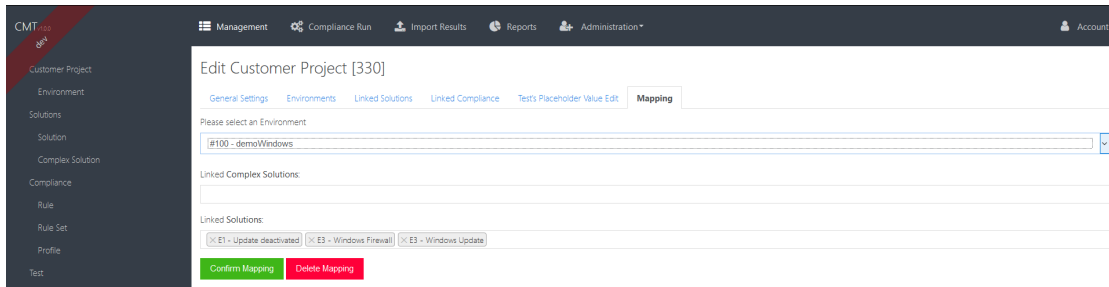 CMT
dev
Management Compliance Run Import Results Reports Administration Account
Customer Project
Environment
Solutions
Solution
Complex Solution
Compliance
Rule
Rule Set
Profile
Test
Edit Customer Project [330]
General Settings Environments Linked Solutions Linked Compliance Test's Placeholder Value Edit Mapping
Please select an Environment
#100 - demoWindows
Linked Complex Solutions:
Linked Solutions:
× E1 - Update deactivated × E3 - Windows Firewall × E3 - Windows Update
Confirm Mapping Delete Mapping